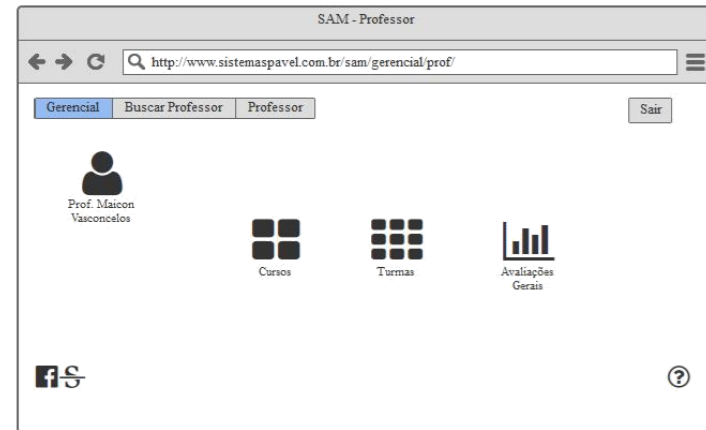 SAM - Professor
http://www.sistemaspavel.com.br/sam/gerencial/prof/
Gerencial Buscar Professor Professor Sair
Prof. Maicon
Vasconcelos
Cursos Turmas Avaliações
Gerais